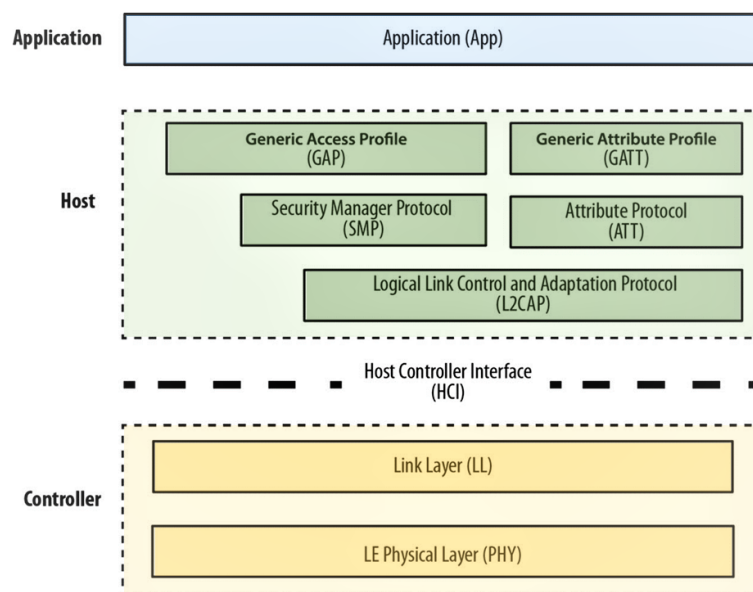 Application
Application (App)
Generic Access Profile
(GAP)
Generic Attribute Profile
(GATT)
Host
Security Manager Protocol
(SMP)
Attribute Protocol
(ATT)
Logical Link Control and Adaptation Protocol
(L2CAP)
Host Controller Interface
(HCI)
Link Layer (LL)
Controller
LE Physical Layer (PHY)